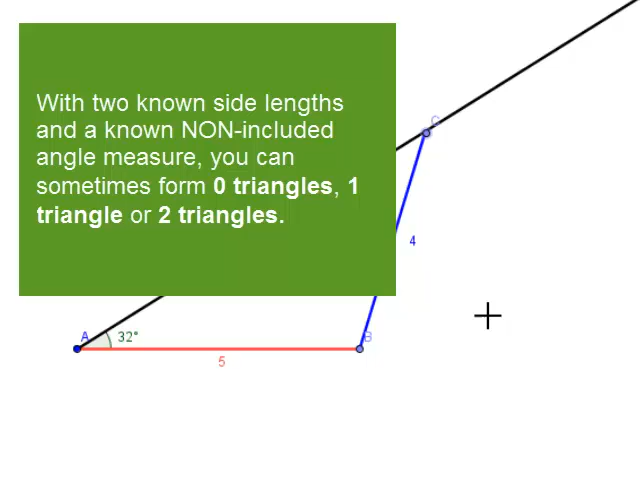 With two known side lengths
and a known NON-included
angle measure, you can
sometimes form 0 triangles, 1
triangle or 2 triangles.
C
4
A
32°
B
5